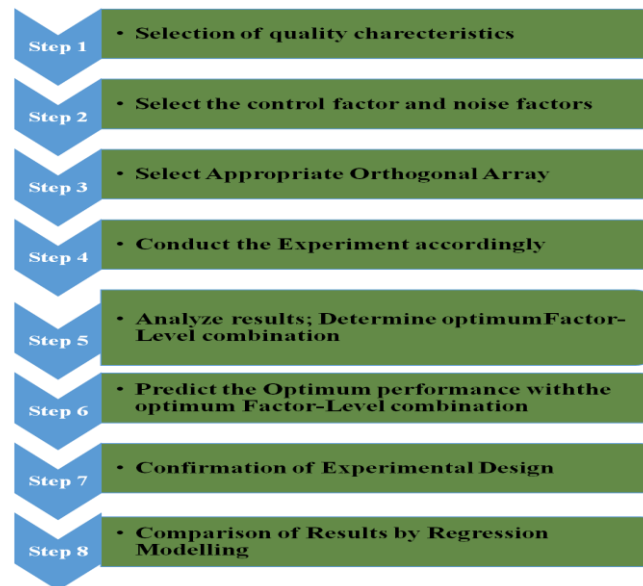 Step 1
• Selection of quality charecteristics
Step 2
• Select the control factor and noise factors
Step 3
• Select Appropriate Orthogonal Array
Step 4
• Conduct the Experiment accordingly
Step 5
• Analyze results; Determine optimumFactor-
Level combination
Step 6
• Predict the Optimum performance withthe
optimum Factor-Level combination
Step 7
• Confirmation of Experimental Design
Step 8
• Comparison of Results by Regression
Modelling